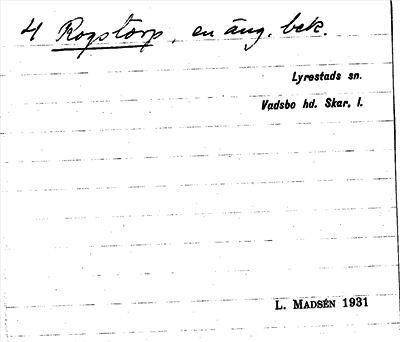 4 Rogstorp, en äng. bek.
Lyrestads sn.
Vadsbo hd. Skar. l.
L. MADSÉN 1931